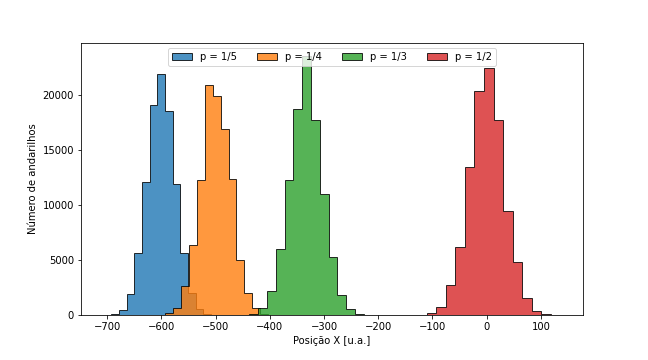 p = 1/5 p = 1/4 p = 1/3 p = 1/2
20000
15000
10000
5000
0
Número de andarilhos
−700 −600 −500 −400 −300 −200 −100 0 100
Posição X [u.a.]